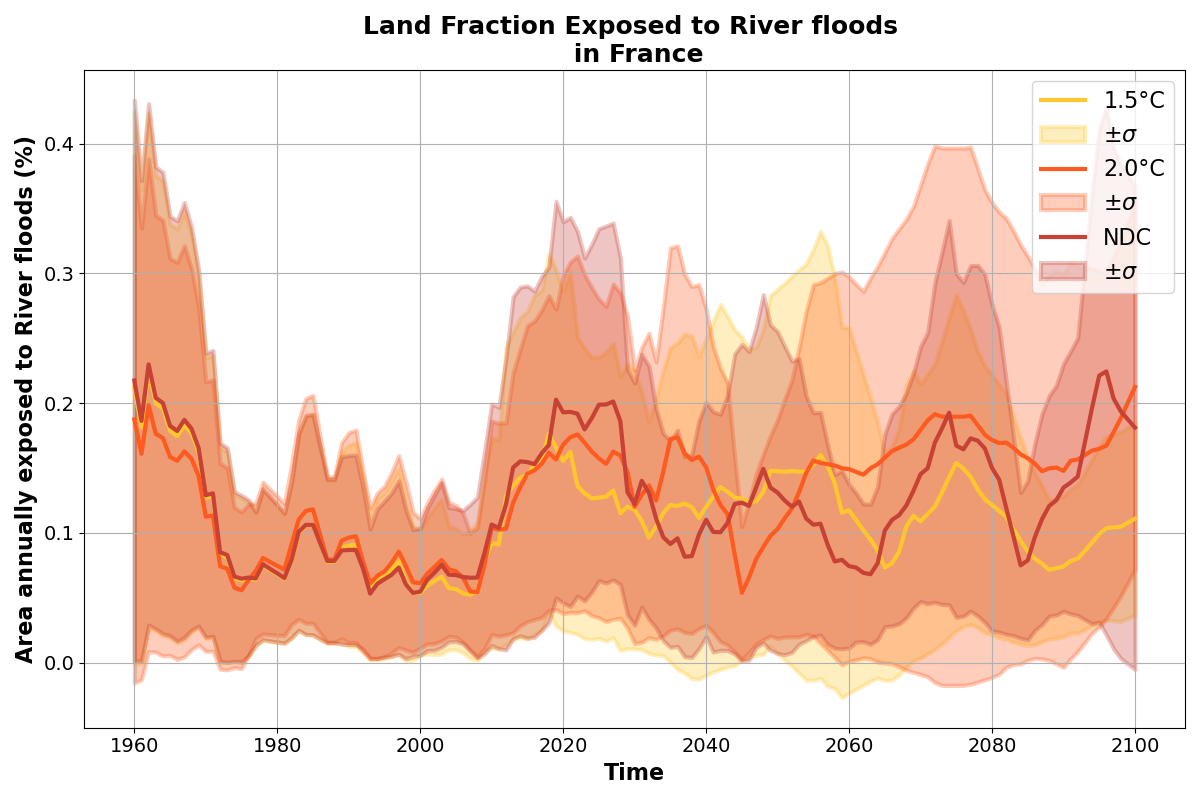 Land Fraction Exposed to River floods
in France
Area annually exposed to River floods (%)
0.4
0.3
0.2
0.1
0.0
1960
1980
2000
2020
2040
2060
2080
2100
Time
1.5°C
±σ
2.0°C
±σ
NDC
±σ